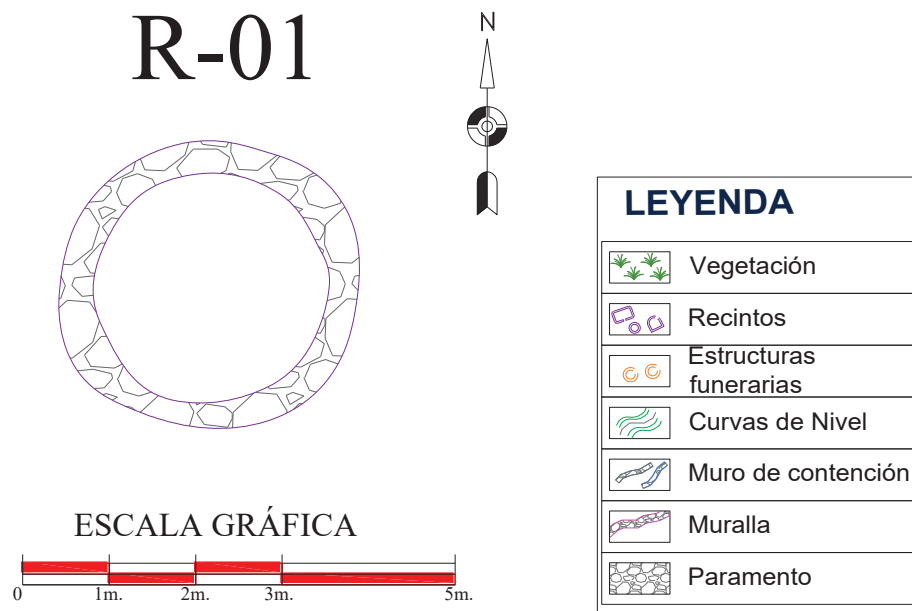 R-01
N
LEYENDA
Vegetación
Recintos
Estructuras
funerarias
Curvas de Nivel
Muro de contención
Muralla
Paramento
ESCALA GRÁFICA
0 1m. 2m. 3m. 5m.